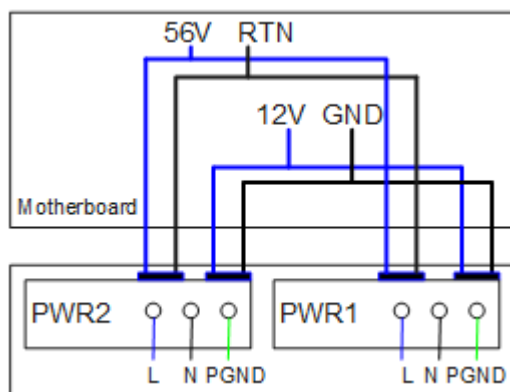 56V RTN
12V GND
Motherboard
PWR2 PWR1
L N PGND L N PGND